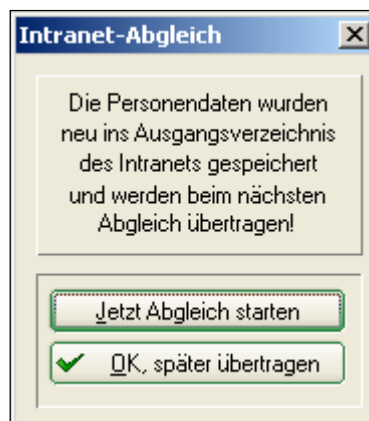 Intranet-Abgleich
Die Personendaten wurden
neu ins Ausgangsverzeichnis
des Intranets gespeichert
und werden beim nächsten
Abgleich übertragen!
Jetzt Abgleich starten
OK, später übertragen